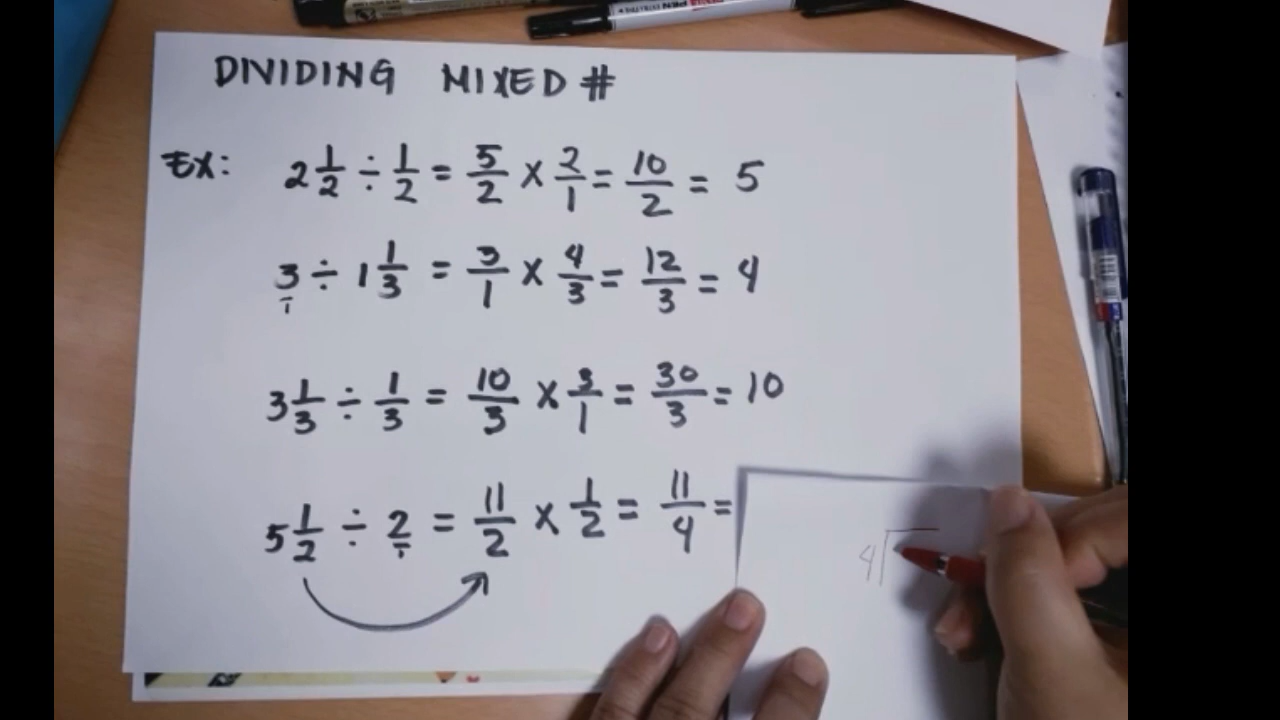 DIVIDING MIXED #
EX: 2 1/2 ÷ 1/2 = 5/2 x 2/1 = 10/2 = 5
3/1 ÷ 1 1/3 = 3/1 x 4/3 = 12/3 = 4
3 1/3 ÷ 1/3 = 10/3 x 3/1 = 30/3 = 10
5 1/2 ÷ 2/1 = 11/2 x 1/2 = 11/4 =
4